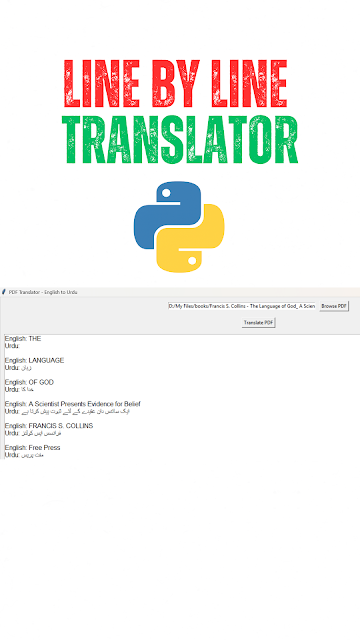 LINE BY LINE
TRANSLATOR
PDF Translator - English to Urdu
D:/My Files/books/Francis S. Collins - The Language of God_ A Scien
Browse PDF
Translate PDF
English: THE
Urdu:
English: LANGUAGE
Urdu: زبان
English: OF GOD
Urdu: خدا کا
English: A Scientist Presents Evidence for Belief
Urdu: ایک سائنس دان عقیدے کے لئے ثبوت پیش کرتا ہے
English: FRANCIS S. COLLINS
Urdu: فرانسس ایس کولنز
English: Free Press
Urdu: مفت پریس